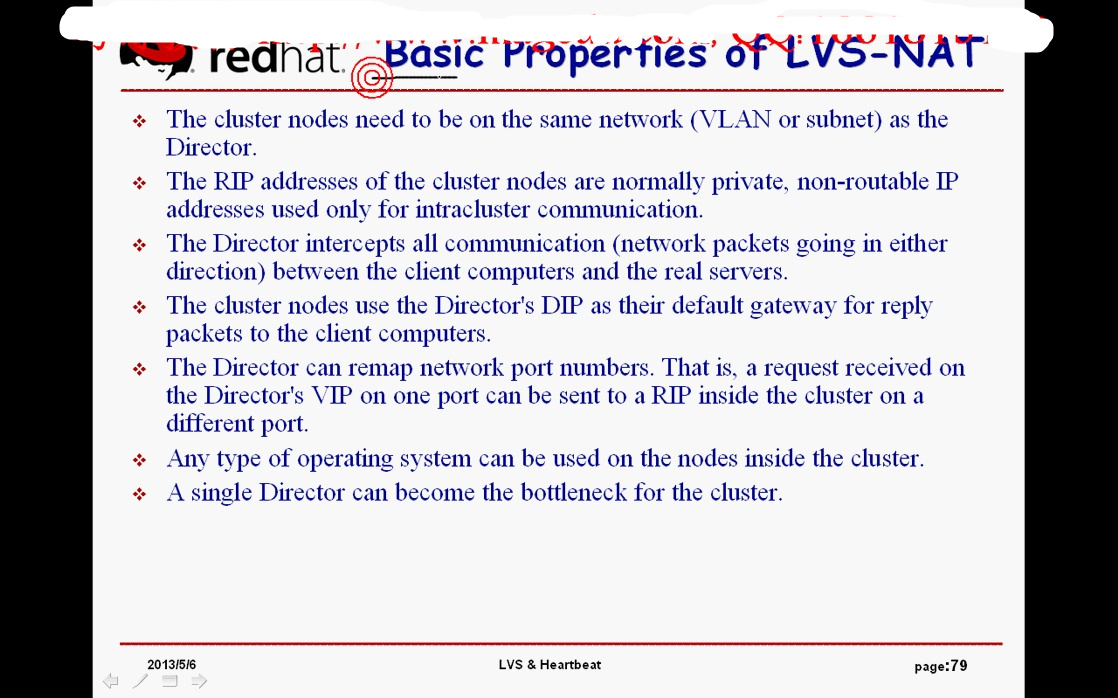 redhat.
Basic Properties of LVS-NAT
❖ The cluster nodes need to be on the same network (VLAN or subnet) as the
Director.
❖ The RIP addresses of the cluster nodes are normally private, non-routable IP
addresses used only for intracluster communication.
❖ The Director intercepts all communication (network packets going in either
direction) between the client computers and the real servers.
❖ The cluster nodes use the Director's DIP as their default gateway for reply
packets to the client computers.
❖ The Director can remap network port numbers. That is, a request received on
the Director's VIP on one port can be sent to a RIP inside the cluster on a
different port.
❖ Any type of operating system can be used on the nodes inside the cluster.
❖ A single Director can become the bottleneck for the cluster.
2013/5/6
LVS & Heartbeat
page:79